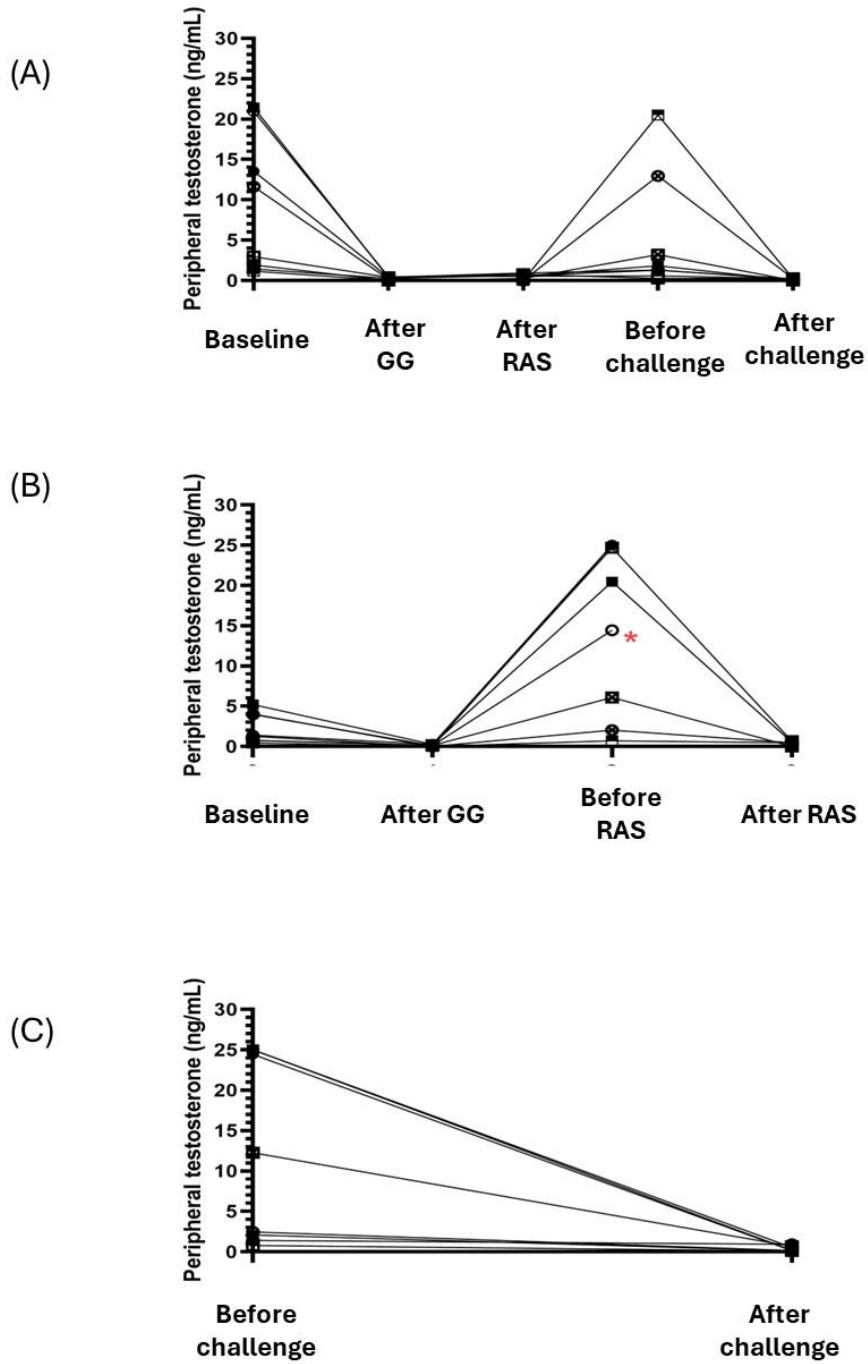 (A)
Peripheral testosterone (ng/mL)
30
25
20
15
10
5
0
Baseline
After
GG
After
RAS
Before
challenge
After
challenge
(B)
Peripheral testosterone (ng/mL)
30
25
20
15
10
5
0
*
Baseline
After GG
Before
RAS
After RAS
(C)
Peripheral testosterone (ng/mL)
30
25
20
15
10
5
0
Before
challenge
After
challenge